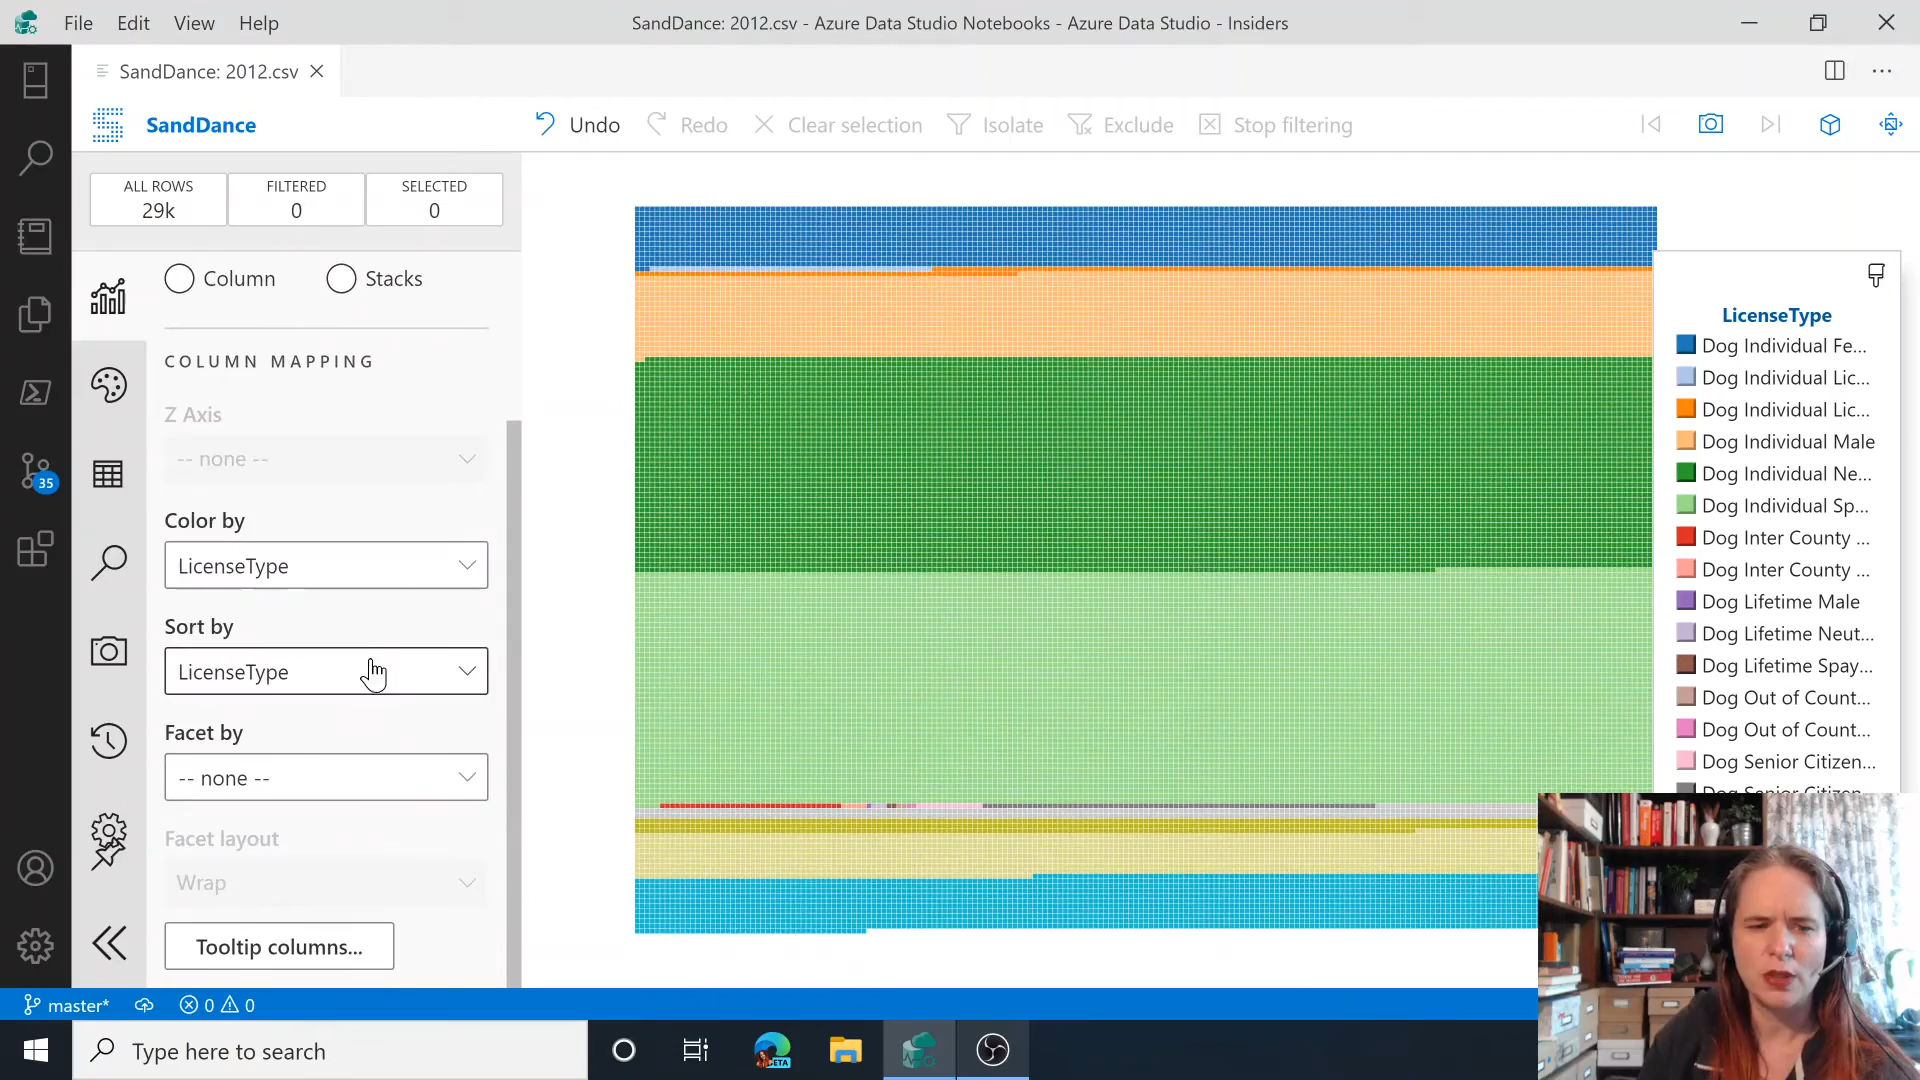 File Edit View Help
SandDance: 2012.csv - Azure Data Studio Notebooks - Azure Data Studio - Insiders
SandDance: 2012.csv
SandDance
Undo Redo Clear selection Isolate Exclude Stop filtering
ALL ROWS FILTERED SELECTED
29k 0 0
Column Stacks
COLUMN MAPPING
Z Axis
-- none --
Color by
LicenseType
Sort by
LicenseType
Facet by
-- none --
Facet layout
Wrap
Tooltip columns...
35
LicenseType
Dog Individual Fe...
Dog Individual Lic...
Dog Individual Lic...
Dog Individual Male
Dog Individual Ne...
Dog Individual Sp...
Dog Inter County ...
Dog Inter County ...
Dog Lifetime Male
Dog Lifetime Neut...
Dog Lifetime Spay...
Dog Out of Count...
Dog Out of Count...
Dog Senior Citizen...
Dog Senior Citizen
master* 0 0
Type here to search
BETA